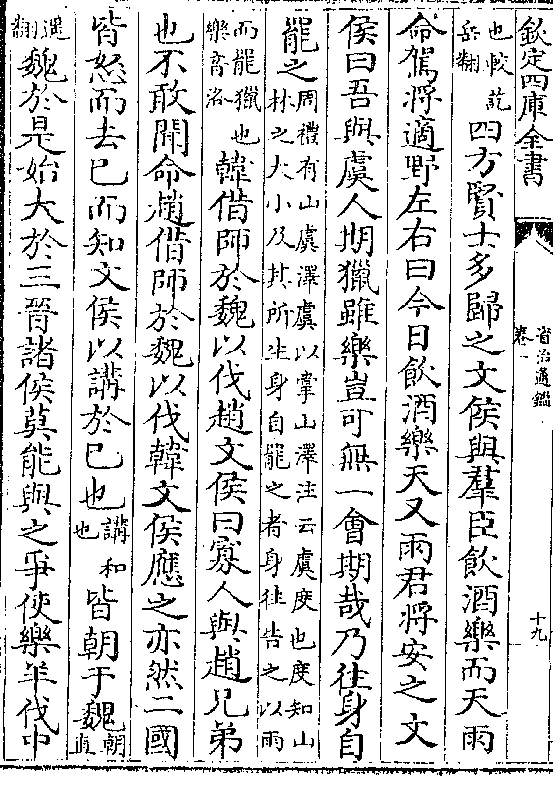 欽定四庫全書
資治通鑑
卷一
十九
也較訖
岳翻
四方賢士多歸之文侯與羣臣飲酒樂而天雨
命駕將適野左右曰今日飲酒樂天又雨君將安之文
侯曰吾與虞人期獵雖樂豈可無一會期哉乃往身自
罷之
周禮有山虞澤虞以掌山澤注云虞度也度知山
林之大小及其所生身自罷之者身往告之以雨
而罷獵也
樂音洛
韓借師於魏以伐趙文侯曰寡人與趙兄弟
也不敢聞命趙借師於魏以伐韓文侯應之亦然二國
皆怒而去已而知文侯以講於已也
講和
也
皆朝于魏
朝
直
遥
翻
魏於是始大於三晉諸侯莫能與之爭使樂羊伐中